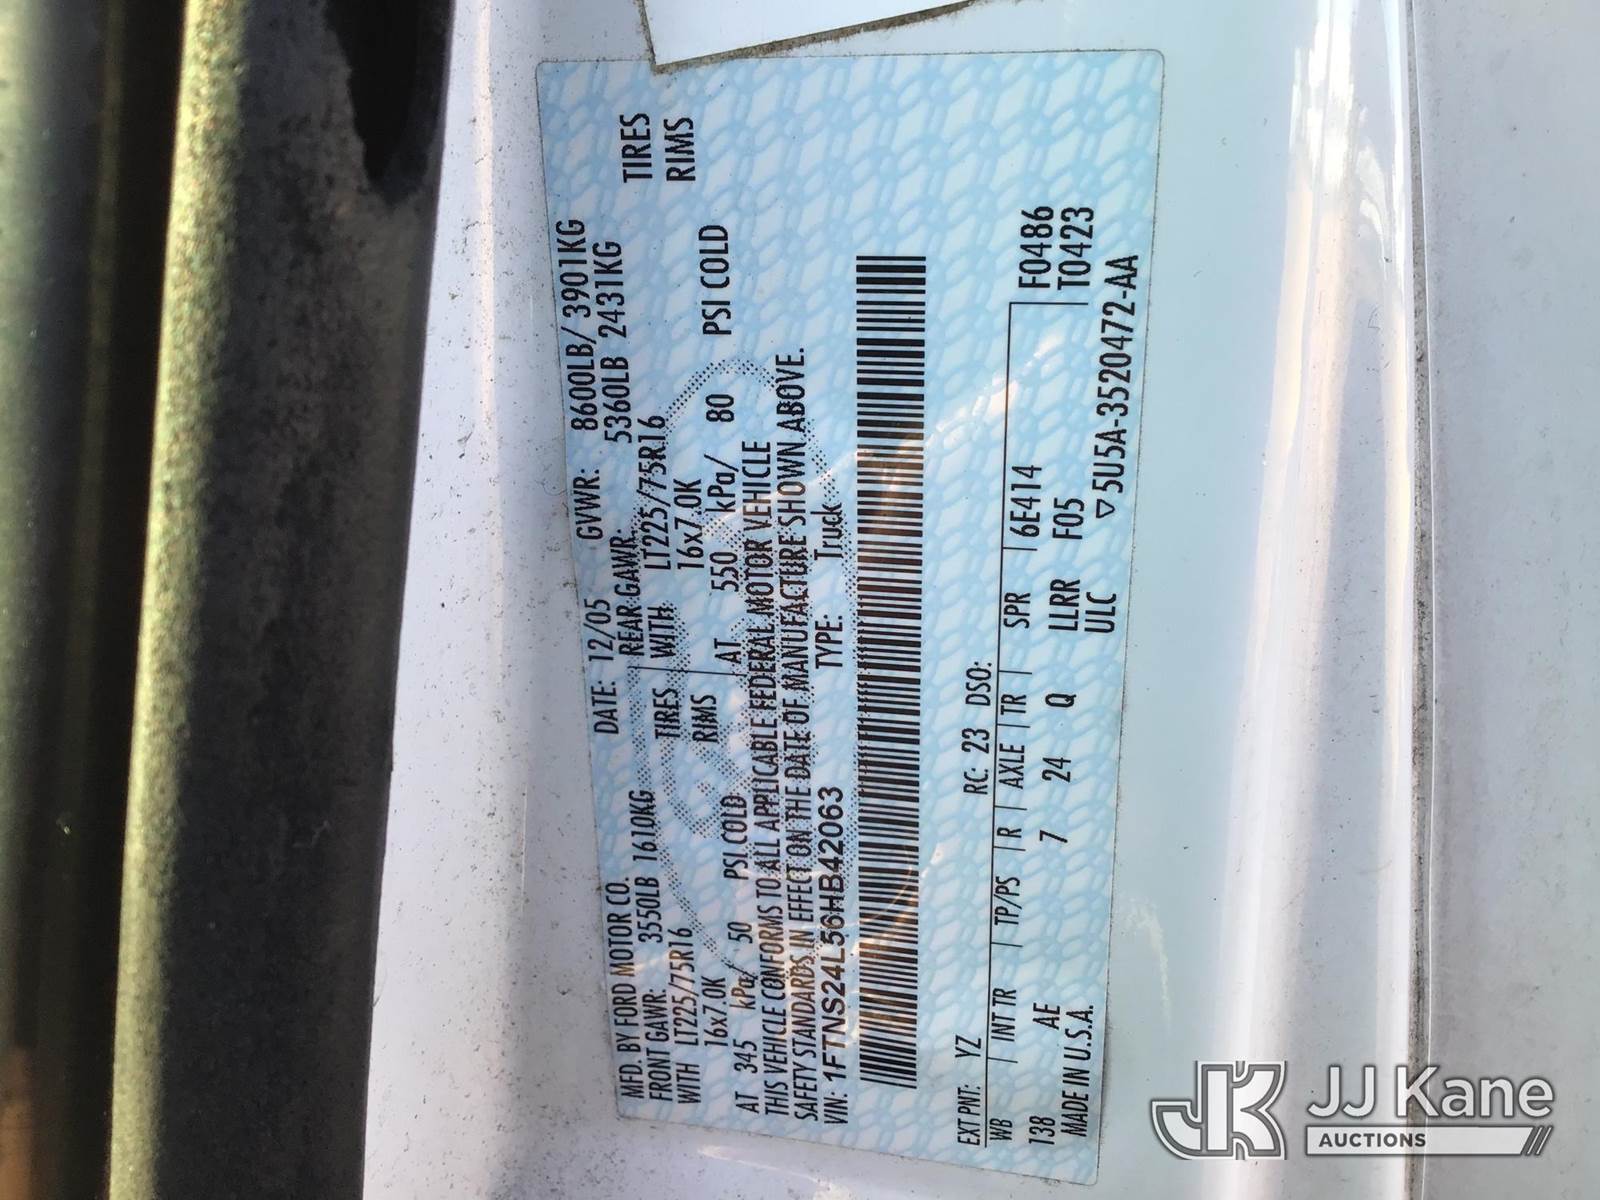 MFD. BY FORD MOTOR CO. DATE: 12/05 GVWR: 8600LB/ 3901KG
FRONT GAWR: 3550LB 1610KG REAR GAWR: 5360LB 2431KG
WITH LT225/75R16 TIRES WITH LT225/75R16 TIRES
16x7.0K RIMS 16x7.0K RIMS
AT 345 kPa/ 50 PSI COLD AT 550 kPa/ 80 PSI COLD
THIS VEHICLE CONFORMS TO ALL APPLICABLE FEDERAL MOTOR VEHICLE
SAFETY STANDARDS IN EFFECT ON THE DATE OF MANUFACTURE SHOWN ABOVE.
VIN: 1FTNS24L56HB42063 TYPE: Truck
EXT PNT: YZ RC: 23 DSO:
WB | INT TR | TP/PS | R | AXLE | TR | SPR | 6E414 F0486
138 AE 7 24 Q LLRR F05 T0423
MADE IN U.S.A. ULC ▽5U5A-3520472-AA
JK JJ Kane
AUCTIONS